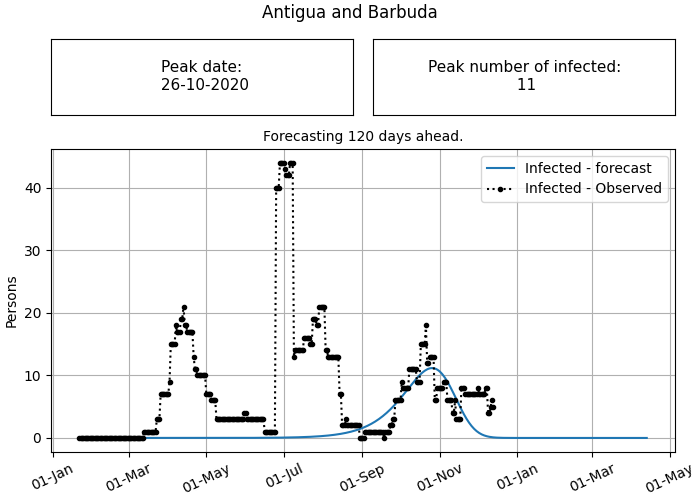 Antigua and Barbuda
Peak date:
26-10-2020
Peak number of infected:
11
Forecasting 120 days ahead.
Infected - forecast
Infected - Observed
Persons
40
30
20
10
0
01-Jan
01-Mar
01-May
01-Jul
01-Sep
01-Nov
01-Jan
01-Mar
01-May